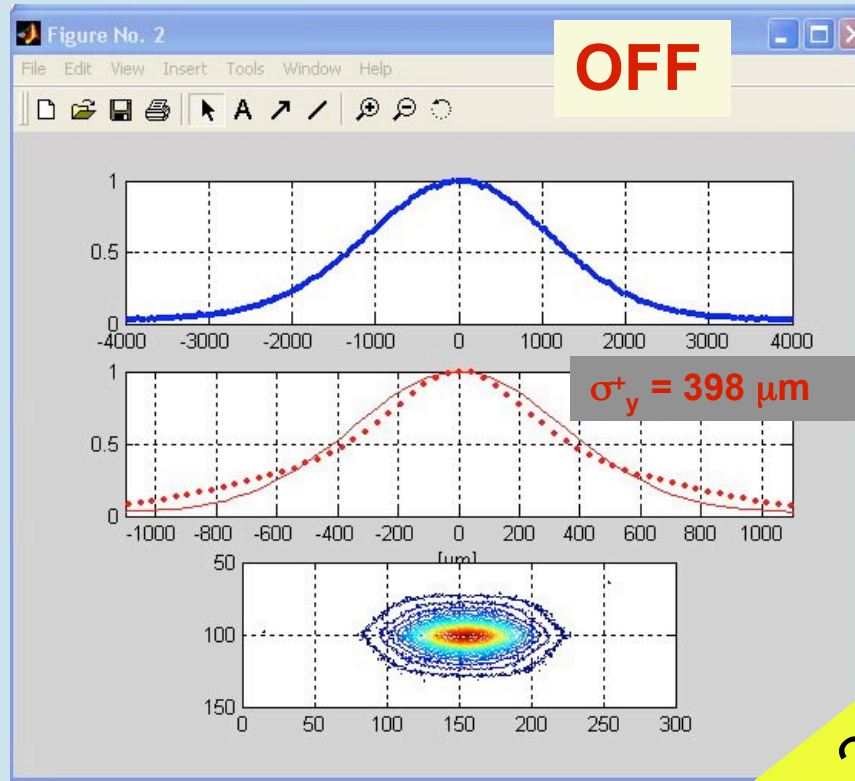 Figure No. 2
OFF
File Edit View Insert Tools Window Help
A
1
0.5
0
-4000 -3000 -2000 -1000 0 1000 2000 3000 4000
σ⁺y = 398 μm
1
0.5
0
-1000 -800 -600 -400 -200 0 200 400 600 800 1000
[um]
50
100
150
0 50 100 150 200 250 300